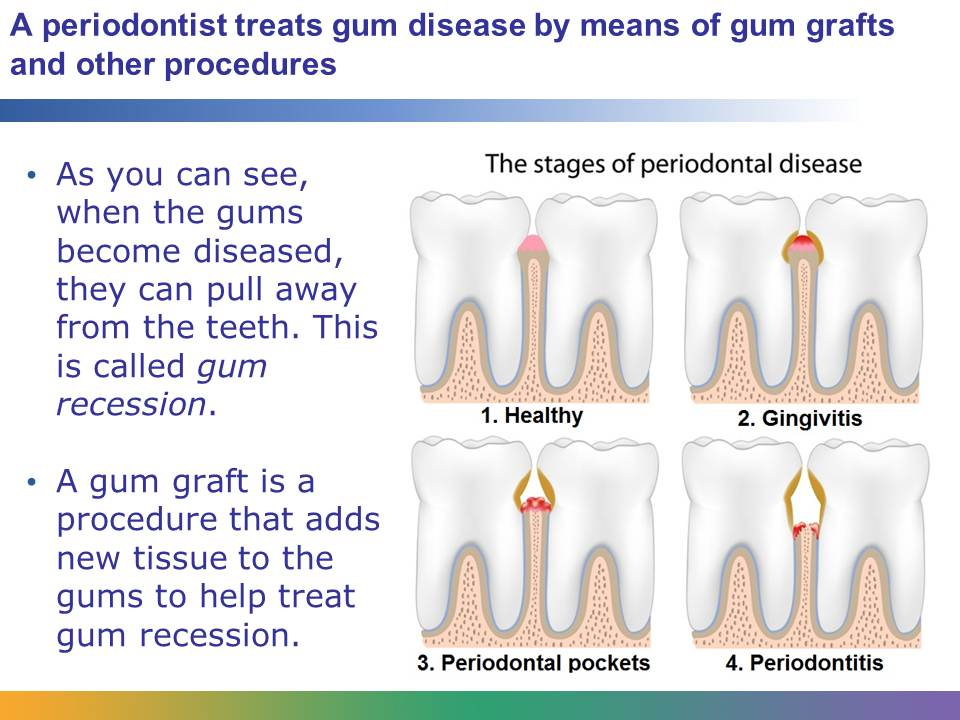 A periodontist treats gum disease by means of gum grafts
and other procedures
• As you can see,
when the gums
become diseased,
they can pull away
from the teeth. This
is called gum
recession.
• A gum graft is a
procedure that adds
new tissue to the
gums to help treat
gum recession.
The stages of periodontal disease
1. Healthy
2. Gingivitis
3. Periodontal pockets
4. Periodontitis